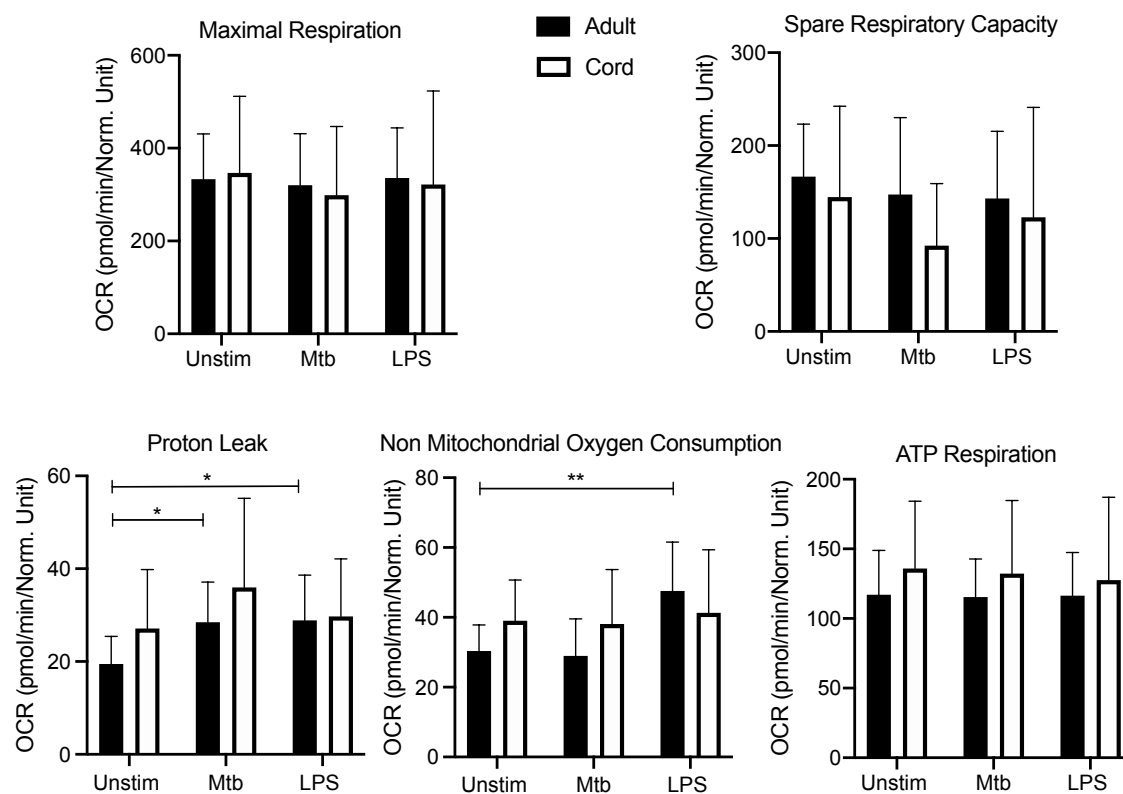 Maximal Respiration
Adult
Cord
Spare Respiratory Capacity
OCR (pmol/min/Norm. Unit)
600
400
200
0
Unstim Mtb LPS
OCR (pmol/min/Norm. Unit)
300
200
100
0
Unstim Mtb LPS
Proton Leak
OCR (pmol/min/Norm. Unit)
60
40
20
0
*
*
Unstim Mtb LPS
Non Mitochondrial Oxygen Consumption
OCR (pmol/min/Norm. Unit)
80
60
40
20
0
**
Unstim Mtb LPS
ATP Respiration
OCR (pmol/min/Norm. Unit)
200
150
100
50
0
Unstim Mtb LPS